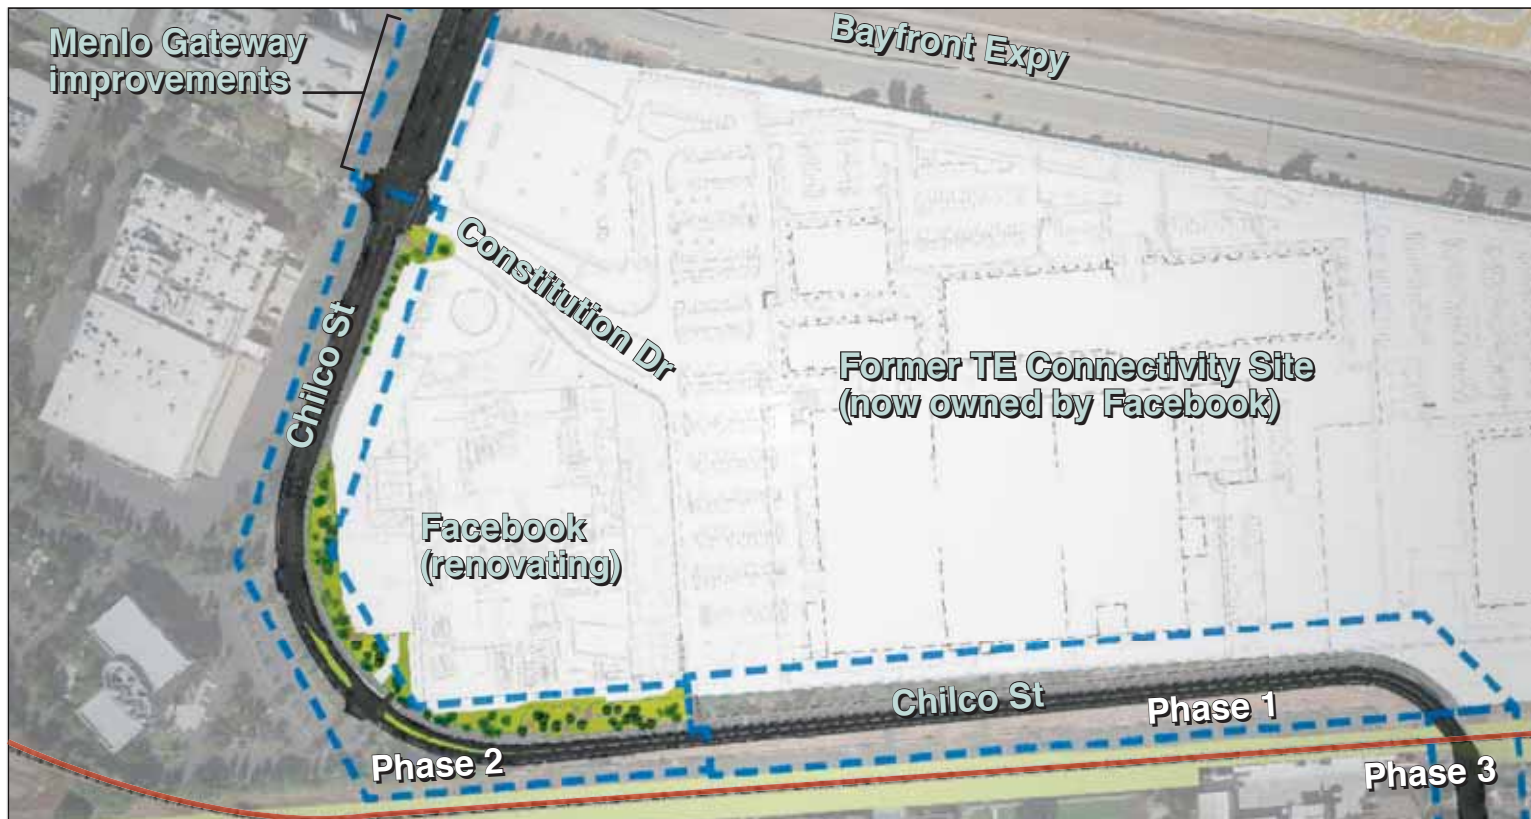 Menlo Gateway
improvements
Bayfront Expy
Constitution Dr
Chilco St
Former TE Connectivity Site
(now owned by Facebook)
Facebook
(renovating)
Chilco St
Phase 1
Phase 2
Phase 3